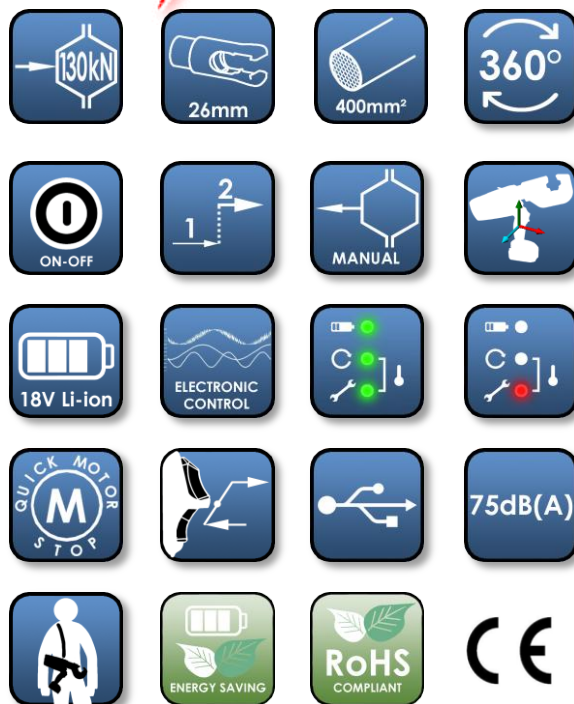 130kN
26mm
400mm²
360°
ON-OFF
1
2
MANUAL
18V Li-ion
ELECTRONIC
CONTROL
QUICK MOTOR
M
STOP
75dB(A)
ENERGY SAVING
RoHS
COMPLIANT
CE